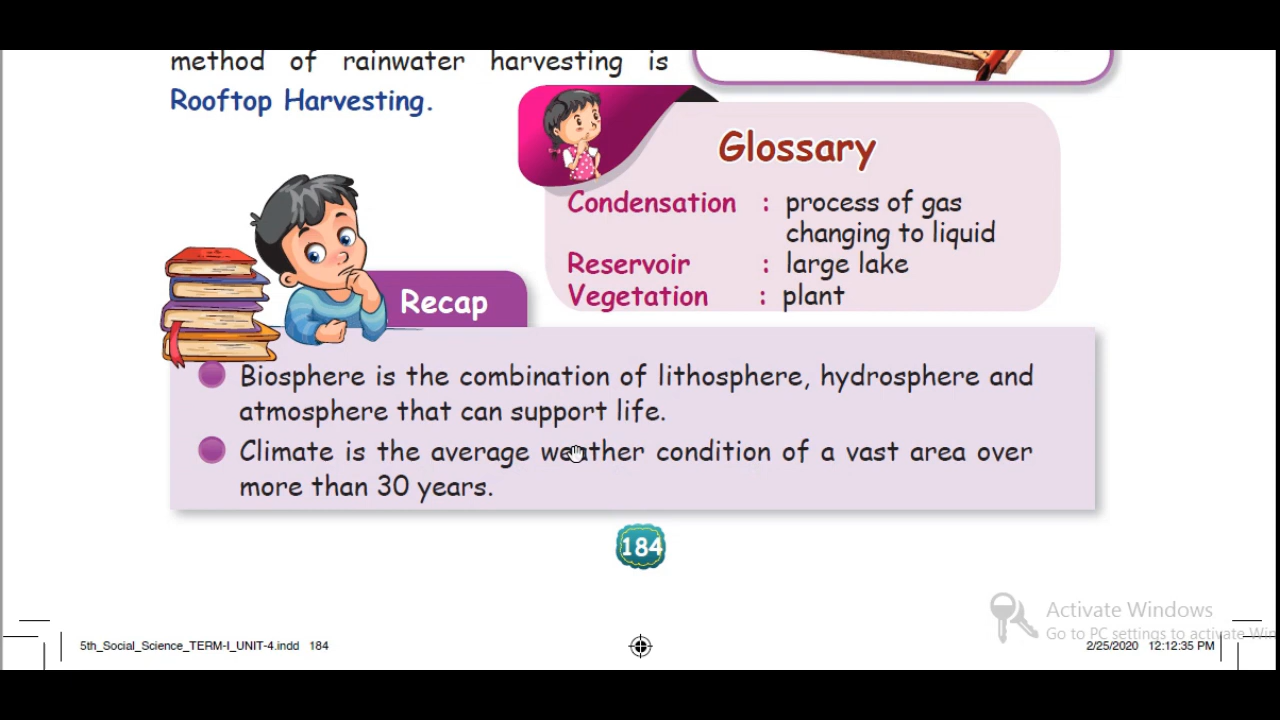 method of rainwater harvesting is
Rooftop Harvesting.
Glossary
Condensation : process of gas
changing to liquid
Reservoir : large lake
Vegetation : plant
Recap
Biosphere is the combination of lithosphere, hydrosphere and
atmosphere that can support life.
Climate is the average weather condition of a vast area over
more than 30 years.
184
Activate Windows
Go to PC settings to activate Win
5th_Social_Science_TERM-I_UNIT-4.indd 184
2/25/2020 12:12:35 PM